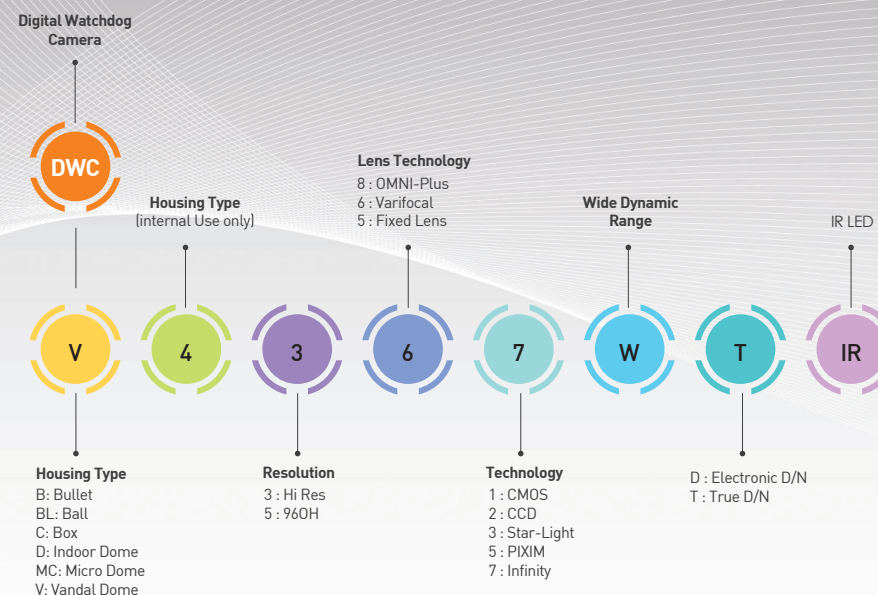 Digital Watchdog
Camera
DWC
Housing Type
(internal Use only)
Lens Technology
8 : OMNI-Plus
6 : Varifocal
5 : Fixed Lens
Wide Dynamic
Range
IR LED
V
4
3
6
7
W
T
IR
Housing Type
B: Bullet
BL: Ball
C: Box
D: Indoor Dome
MC: Micro Dome
V: Vandal Dome
Resolution
3 : Hi Res
5 : 960H
Technology
1 : CMOS
2 : CCD
3 : Star-Light
5 : PIXIM
7 : Infinity
D : Electronic D/N
T : True D/N